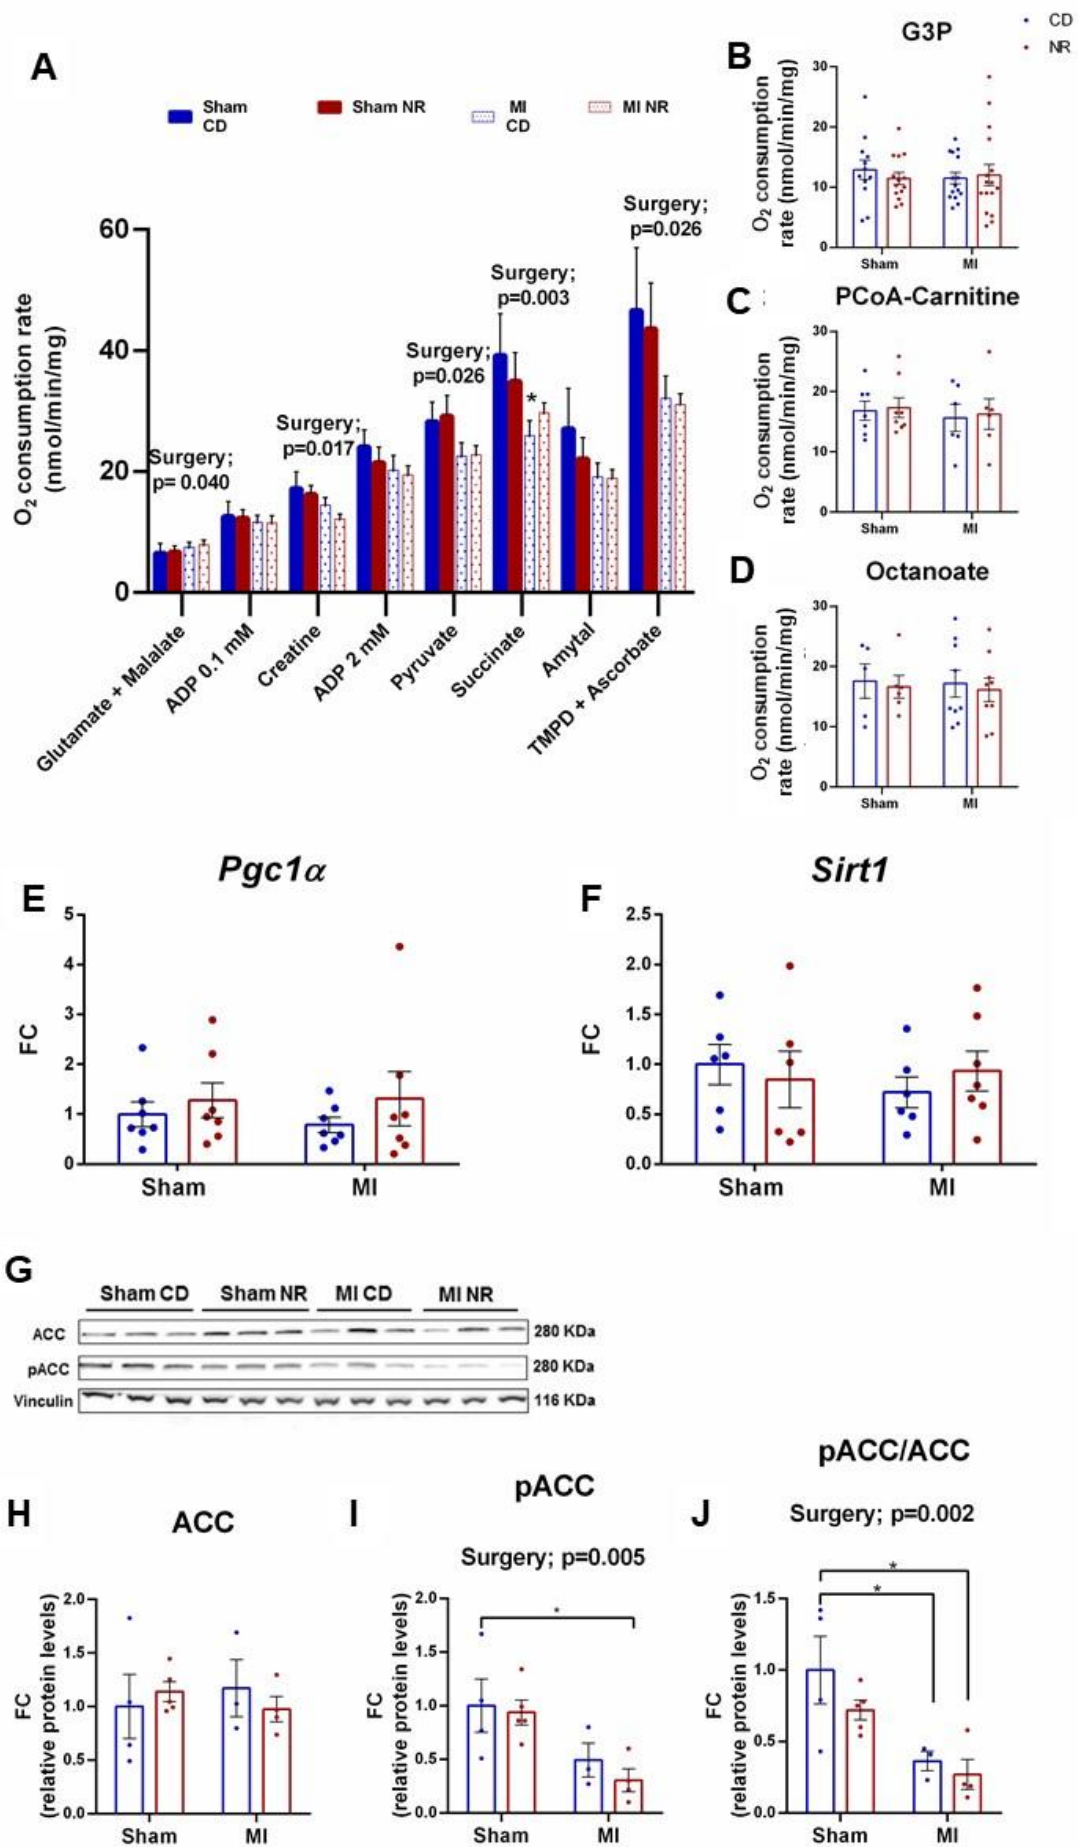 A
Sham
CD
Sham NR
MI
CD
MI NR
O2 consumption rate
(nmol/min/mg)
60
40
20
0
Surgery;
p= 0.040
Surgery;
p=0.017
Surgery;
p=0.026
Surgery;
p=0.003
*
Surgery;
p=0.026
Glutamate + Malalate
ADP 0.1 mM
Creatine
ADP 2 mM
Pyruvate
Succinate
Amytal
TMPD + Ascorbate
CD
NR
B
G3P
O2 consumption
rate (nmol/min/mg)
30
20
10
0
Sham
MI
C
PCoA-Carnitine
O2 consumption
rate (nmol/min/mg)
30
20
10
0
Sham
MI
D
Octanoate
O2 consumption
rate (nmol/min/mg)
30
20
10
0
Sham
MI
E
Pgc1α
FC
5
4
3
2
1
0
Sham
MI
F
Sirt1
FC
2.5
2.0
1.5
1.0
0.5
0.0
Sham
MI
G
Sham CD
Sham NR
MI CD
MI NR
ACC
280 KDa
pACC
280 KDa
Vinculin
116 KDa
H
ACC
FC
(relative protein levels)
2.0
1.5
1.0
0.5
0.0
Sham
MI
I
pACC
Surgery; p=0.005
*
FC
(relative protein levels)
2.0
1.5
1.0
0.5
0.0
Sham
MI
J
pACC/ACC
Surgery; p=0.002
*
*
FC
(relative protein levels)
1.5
1.0
0.5
0.0
Sham
MI